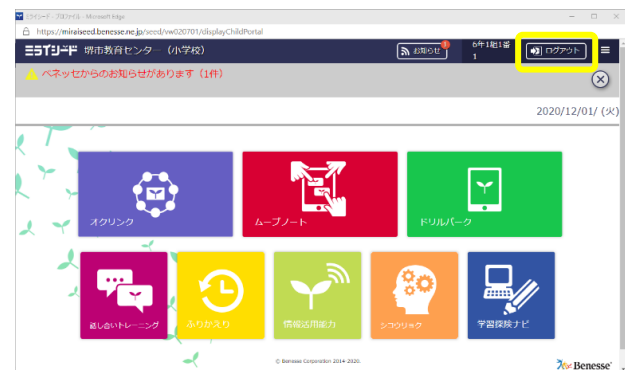 ミライシード - プロファイル - Microsoft Edge
https://miraiseed.benesse.ne.jp/seed/vw020701/displayChildPortal
ミライシード 堺市教育センター (小学校)
お知らせ
6年1組1番
1
ログアウト
ベネッセからのお知らせがあります (1件)
2020/12/01/ (火)
オクリンク
ムーブノート
ドリルパーク
話し合いトレーニング
ふりかえり
情報活用能力
シコウリョク
学習探険ナビ
© Benesse Corporation 2014-2020.
Benesse